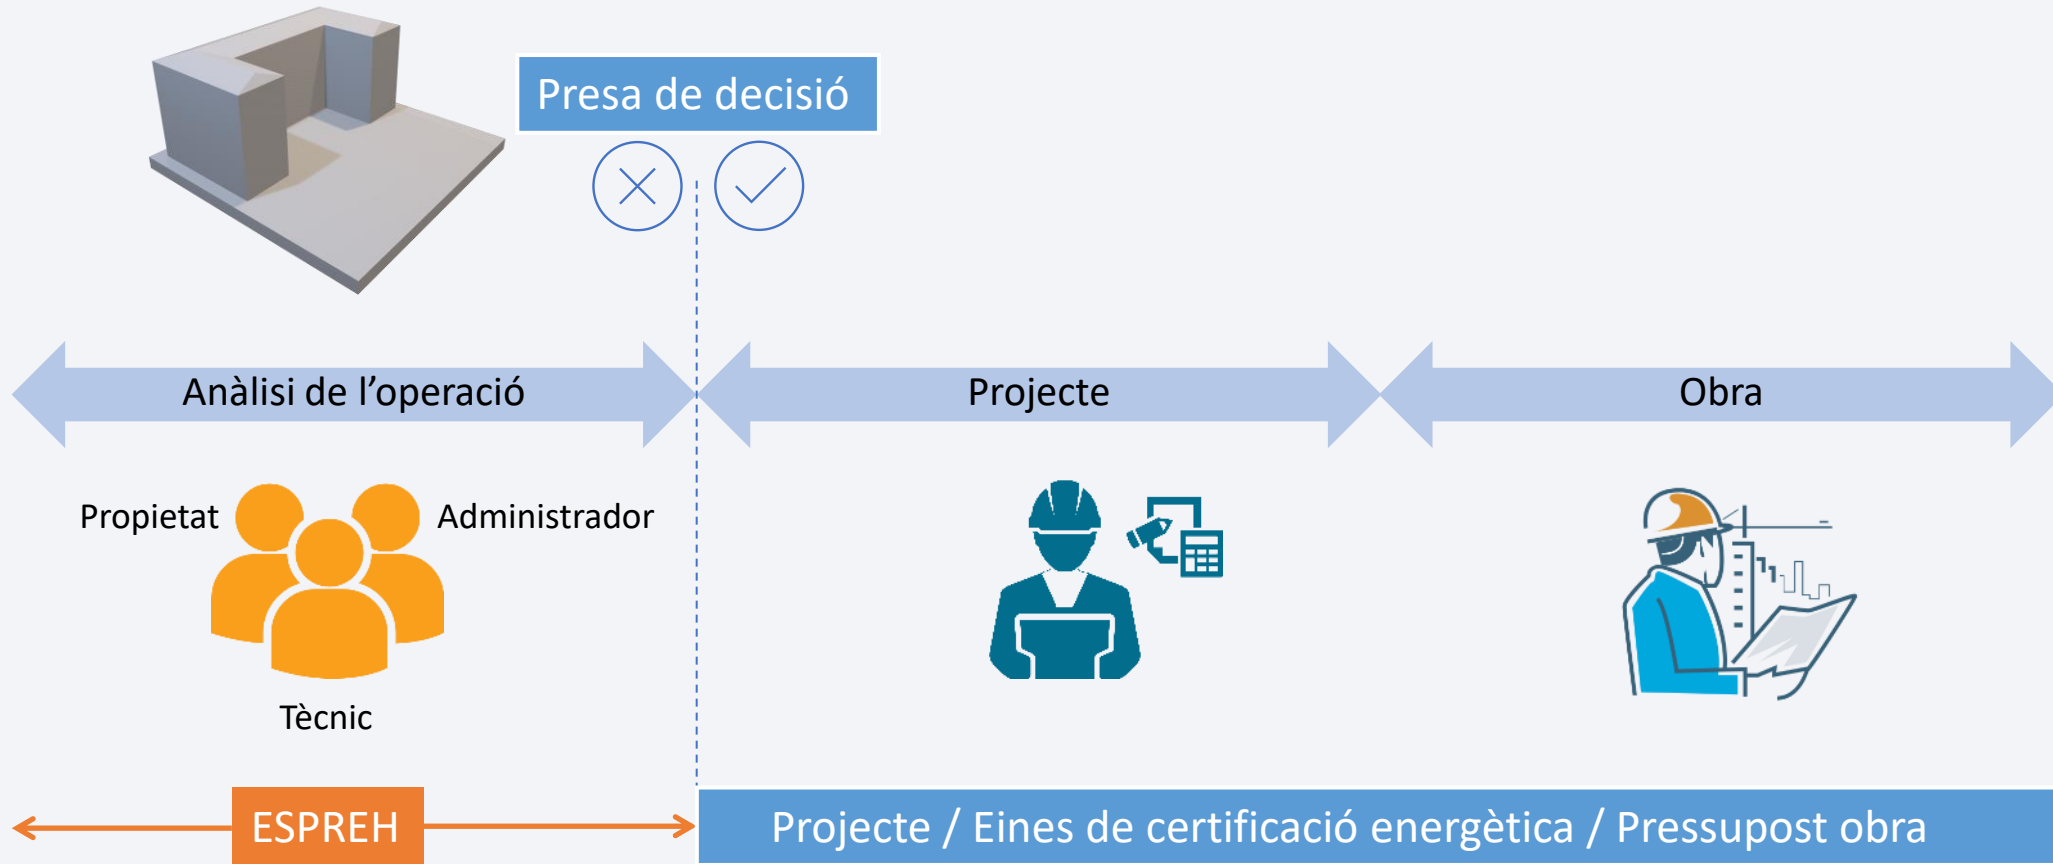 Presa de decisió
Anàlisi de l’operació
Projecte
Obra
Propietat
Administrador
Tècnic
ESPREH
Projecte / Eines de certificació energètica / Pressupost obra